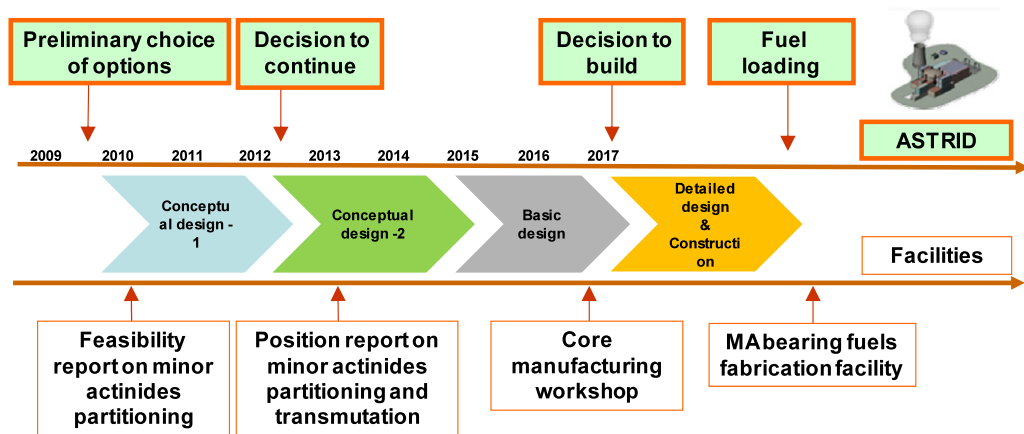 Preliminary choice
of options
Decision to
continue
Decision to
build
Fuel
loading
ASTRID
2009 2010 2011 2012 2013 2014 2015 2016 2017
Conceptu
al design -
1
Conceptual
design -2
Basic
design
Detailed
design
&
Constructi
on
Facilities
Feasibility
report on minor
actinides
partitioning
Position report on
minor actinides
partitioning and
transmutation
Core
manufacturing
workshop
MA bearing fuels
fabrication facility